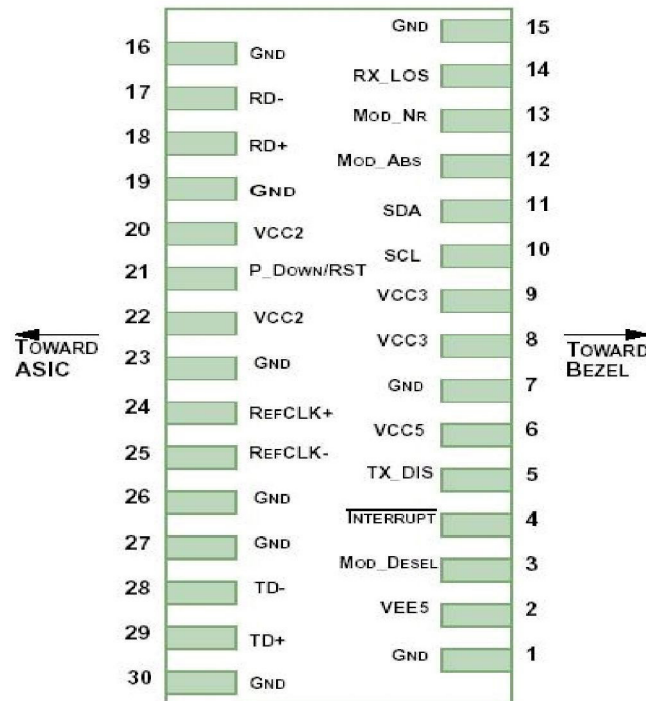 GND 15
16 GND
RX_LOS 14
17 RD-
MOD_NR 13
18 RD+
MOD_ABS 12
19 GND
SDA 11
20 VCC2
SCL 10
21 P_DOWN/RST
VCC3 9
22 VCC2
VCC3 8
TOWARD ASIC
TOWARD BEZEL
23 GND
GND 7
24 REFCLK+
VCC5 6
25 REFCLK-
TX_DIS 5
26 GND
INTERRUPT 4
27 GND
MOD_DESEL 3
28 TD-
VEE5 2
29 TD+
GND 1
30 GND